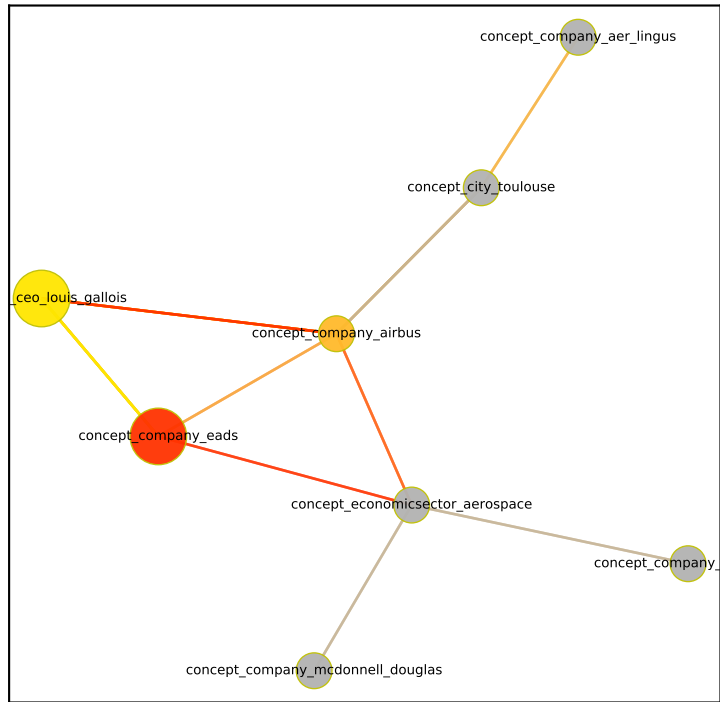 concept_company_aer_lingus
concept_city_toulouse
_ceo_louis_gallois
concept_company_airbus
concept_company_eads
concept_economicsector_aerospace
concept_company_
concept_company_mcdonnell_douglas